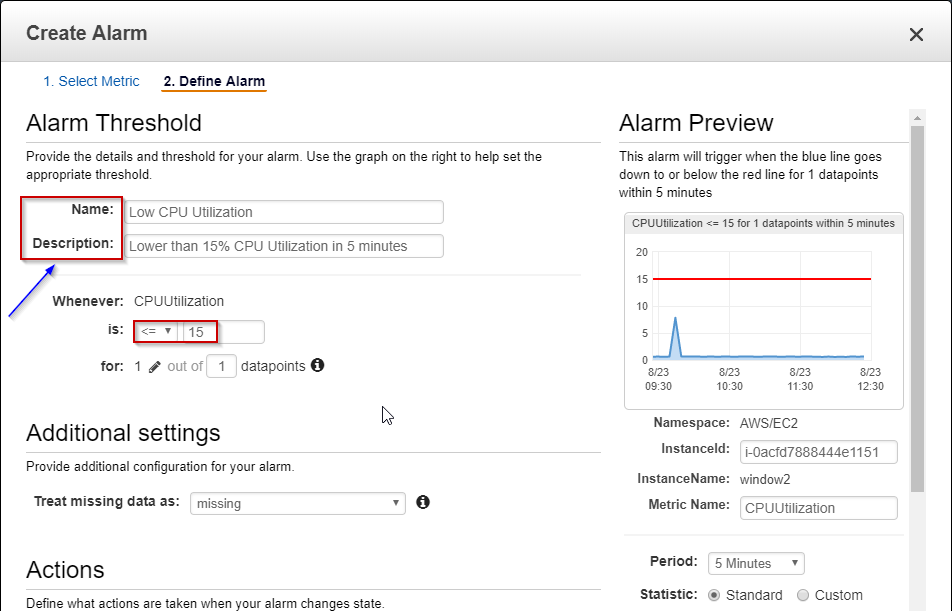 Create Alarm
1. Select Metric 2. Define Alarm
Alarm Threshold
Provide the details and threshold for your alarm. Use the graph on the right to help set the
appropriate threshold.
Name: Low CPU Utilization
Description: Lower than 15% CPU Utilization in 5 minutes
Whenever: CPUUtilization
is: <= 15
for: 1 out of 1 datapoints
Additional settings
Provide additional configuration for your alarm.
Treat missing data as: missing
Actions
Define what actions are taken when your alarm changes state.
Alarm Preview
This alarm will trigger when the blue line goes
down to or below the red line for 1 datapoints
within 5 minutes
CPUUtilization <= 15 for 1 datapoints within 5 minutes
20
15
10
5
0
8/23 8/23 8/23 8/23
09:30 10:30 11:30 12:30
Namespace: AWS/EC2
InstanceId: i-0acfd7888444e1151
InstanceName: window2
Metric Name: CPUUtilization
Period: 5 Minutes
Statistic: Standard Custom